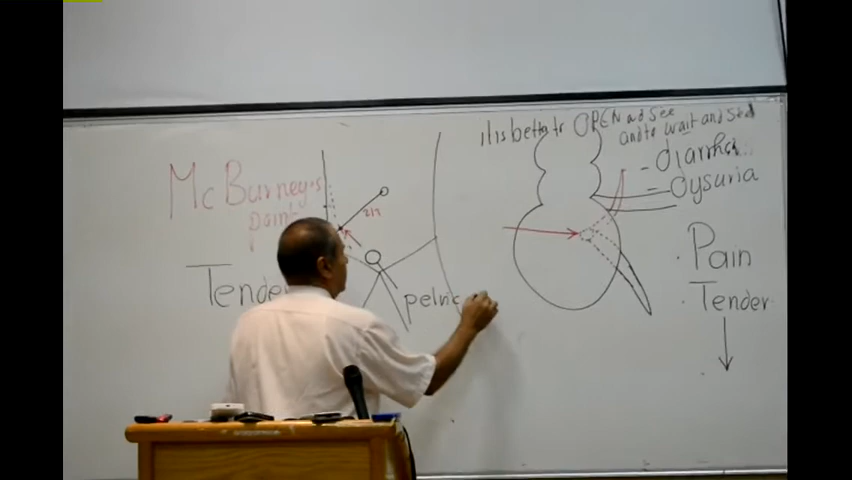 it is better to OPEN and See
and to wait and See
McBurney's
Point
- diarrhea...
- dysuria
Pain
Tender
Tender
pelvic